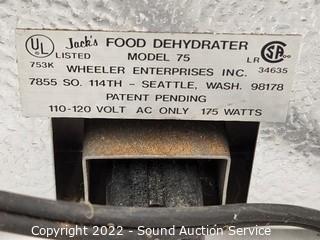 UL Jack's FOOD DEHYDRATER SA
LISTED MODEL 75 LR
753K WHEELER ENTERPRISES INC. 34635
7855 SO. 114TH - SEATTLE, WASH. 98178
PATENT PENDING
110-120 VOLT AC ONLY 175 WATTS
Copyright 2022 - Sound Auction Service